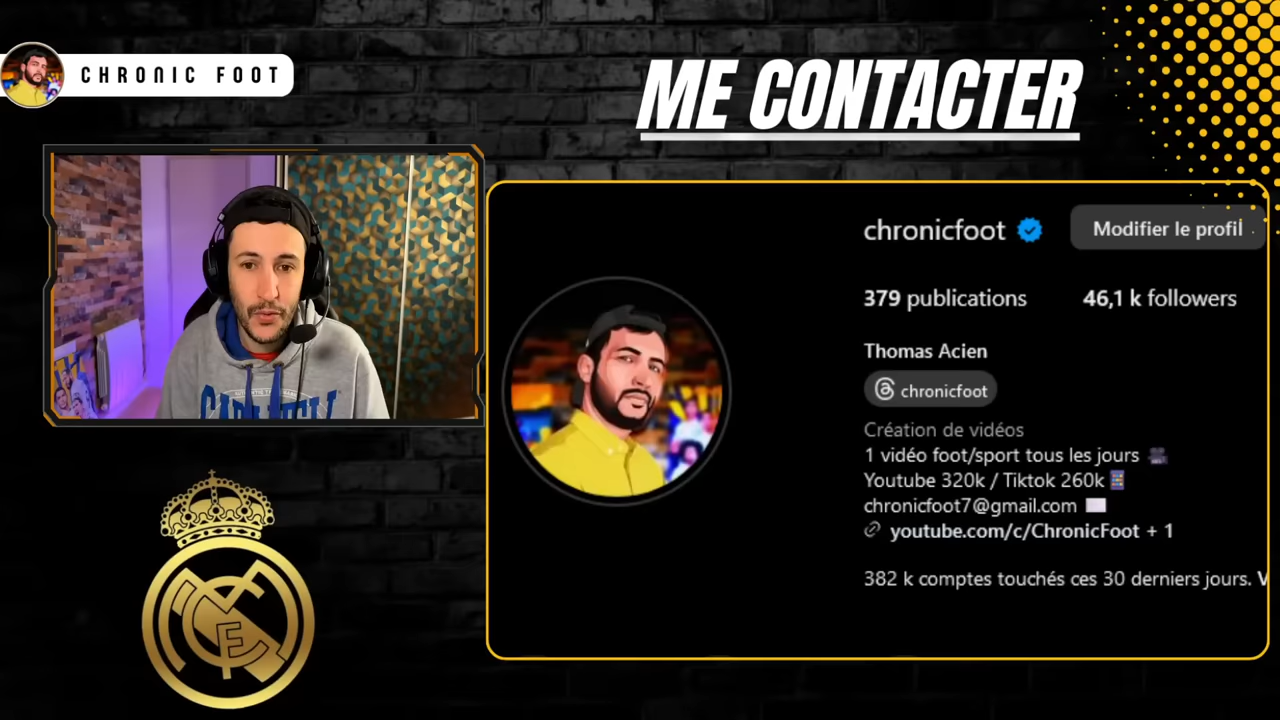 CHRONIC FOOT
ME CONTACTER
chronicfoot
Modifier le profil
379 publications
46,1 k followers
Thomas Acien
chronicfoot
Création de vidéos
1 vidéo foot/sport tous les jours
Youtube 320k / Tiktok 260k
chronicfoot7@gmail.com
youtube.com/c/ChronicFoot + 1
382 k comptes touchés ces 30 derniers jours. V